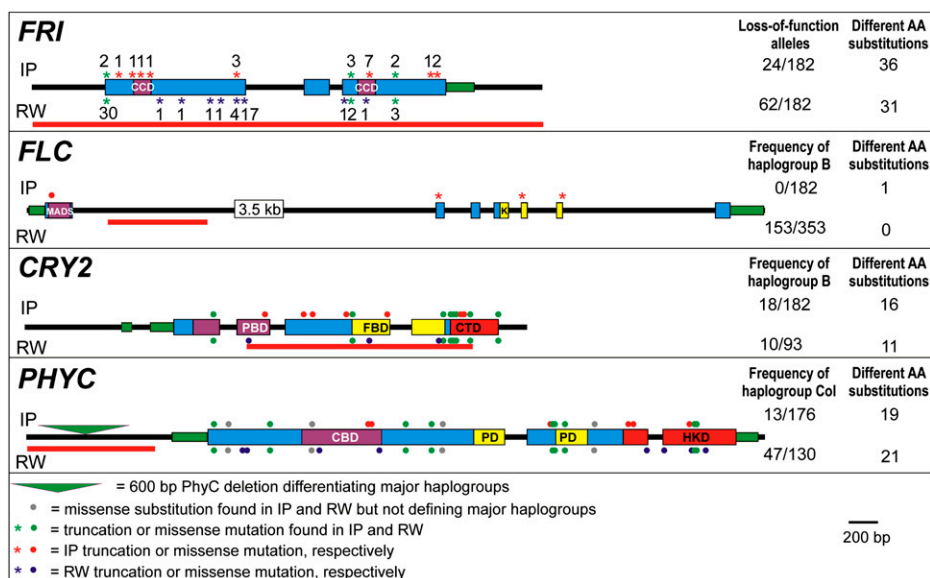 FRI
Loss-of-function alleles
Different AA substitutions
2 1 111 3 3 7 2 12
IP
24/182 36
CCD CCD
RW
62/182 31
30 1 1 11 417 12 1 3
FLC
Frequency of haplogroup B
Different AA substitutions
IP
0/182 1
MADS 3.5 kb K
RW
153/353 0
CRY2
Frequency of haplogroup B
Different AA substitutions
IP
18/182 16
PBD FBD CTD
RW
10/93 11
PHYC
Frequency of haplogroup Col
Different AA substitutions
IP
13/176 19
CBD PD PD HKD
RW
47/130 21
= 600 bp PhyC deletion differentiating major haplogroups
= missense substitution found in IP and RW but not defining major haplogroups
* = truncation or missense mutation found in IP and RW
* = IP truncation or missense mutation, respectively
* = RW truncation or missense mutation, respectively
200 bp